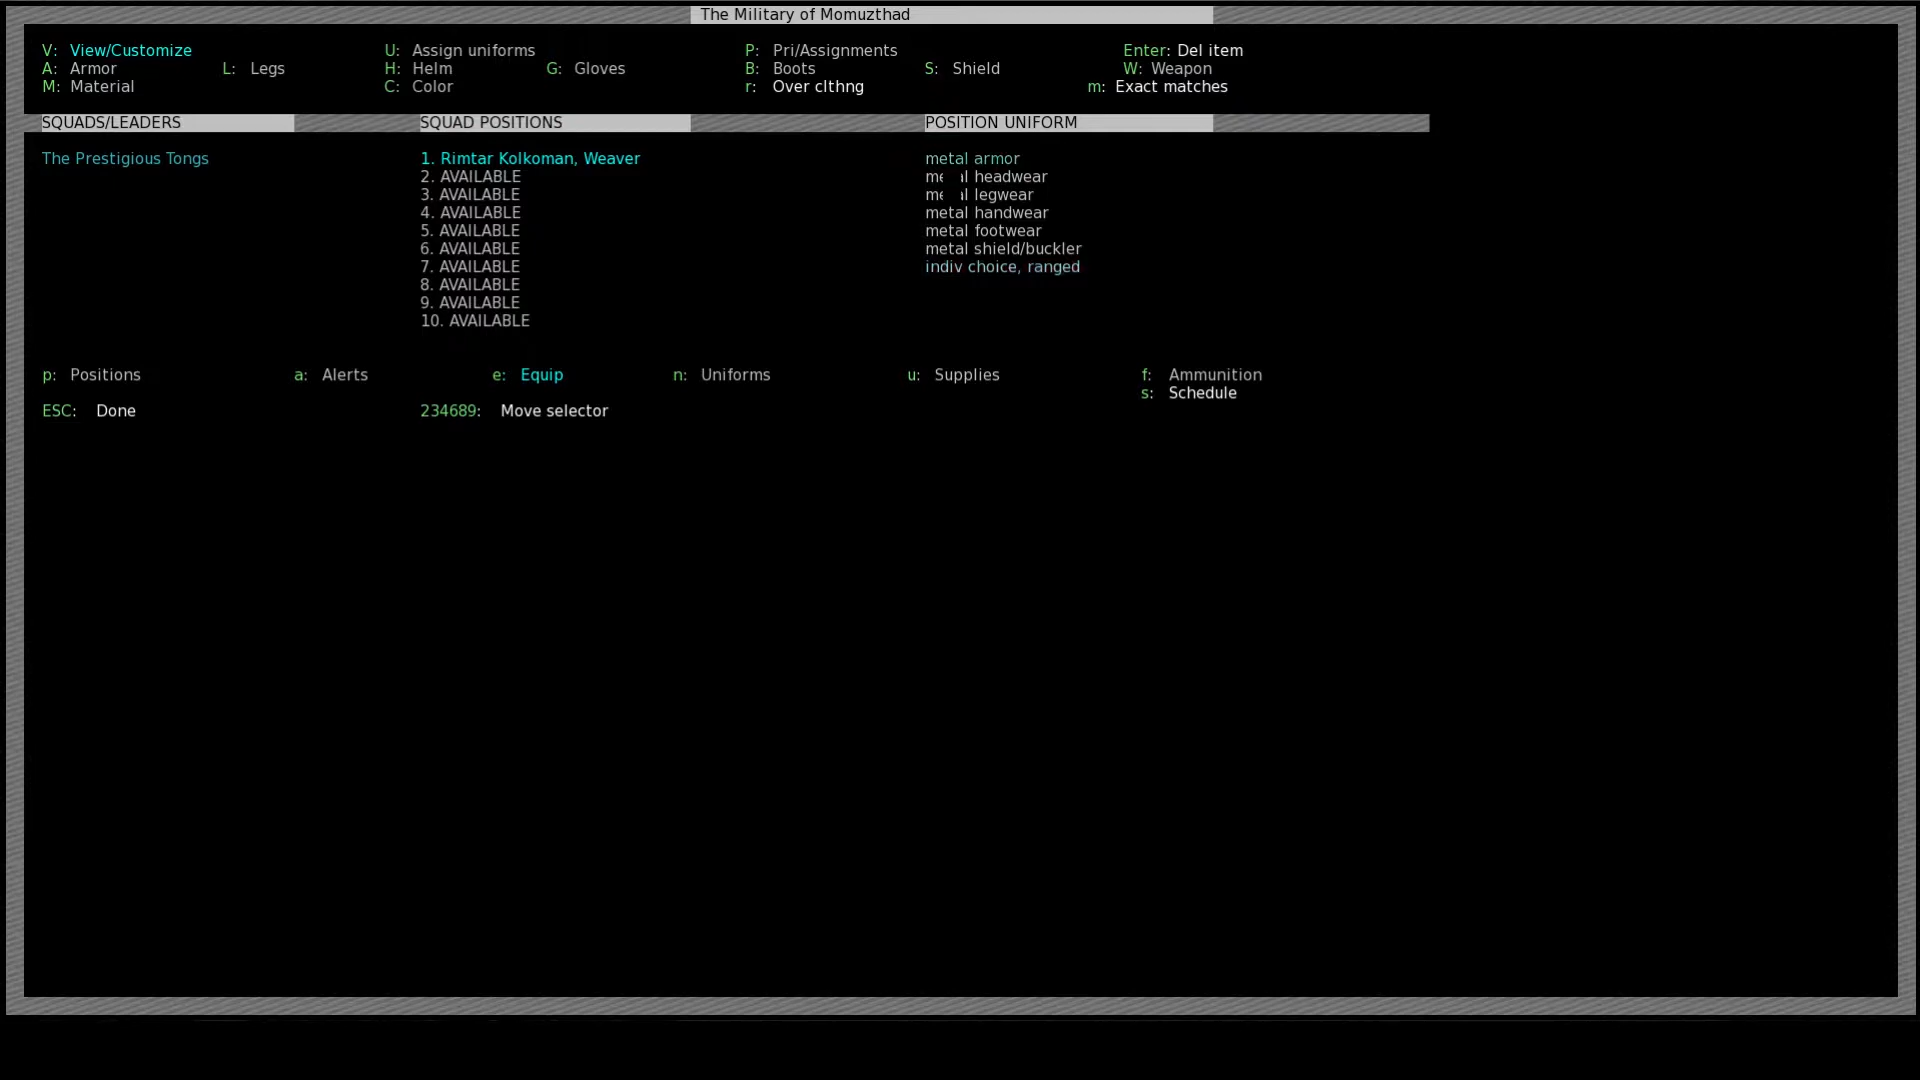 The Military of Momuzthad
V: View/Customize U: Assign uniforms P: Pri/Assignments Enter: Del item
A: Armor L: Legs H: Helm G: Gloves B: Boots S: Shield W: Weapon
M: Material C: Color r: Over clthng m: Exact matches
SQUADS/LEADERS SQUAD POSITIONS POSITION UNIFORM
The Prestigious Tongs 1. Rimtar Kolkoman, Weaver metal armor
2. AVAILABLE metal headwear
3. AVAILABLE metal legwear
4. AVAILABLE metal handwear
5. AVAILABLE metal footwear
6. AVAILABLE metal shield/buckler
7. AVAILABLE indiv choice, ranged
8. AVAILABLE
9. AVAILABLE
10. AVAILABLE
p: Positions a: Alerts e: Equip n: Uniforms u: Supplies f: Ammunition
s: Schedule
ESC: Done 234689: Move selector